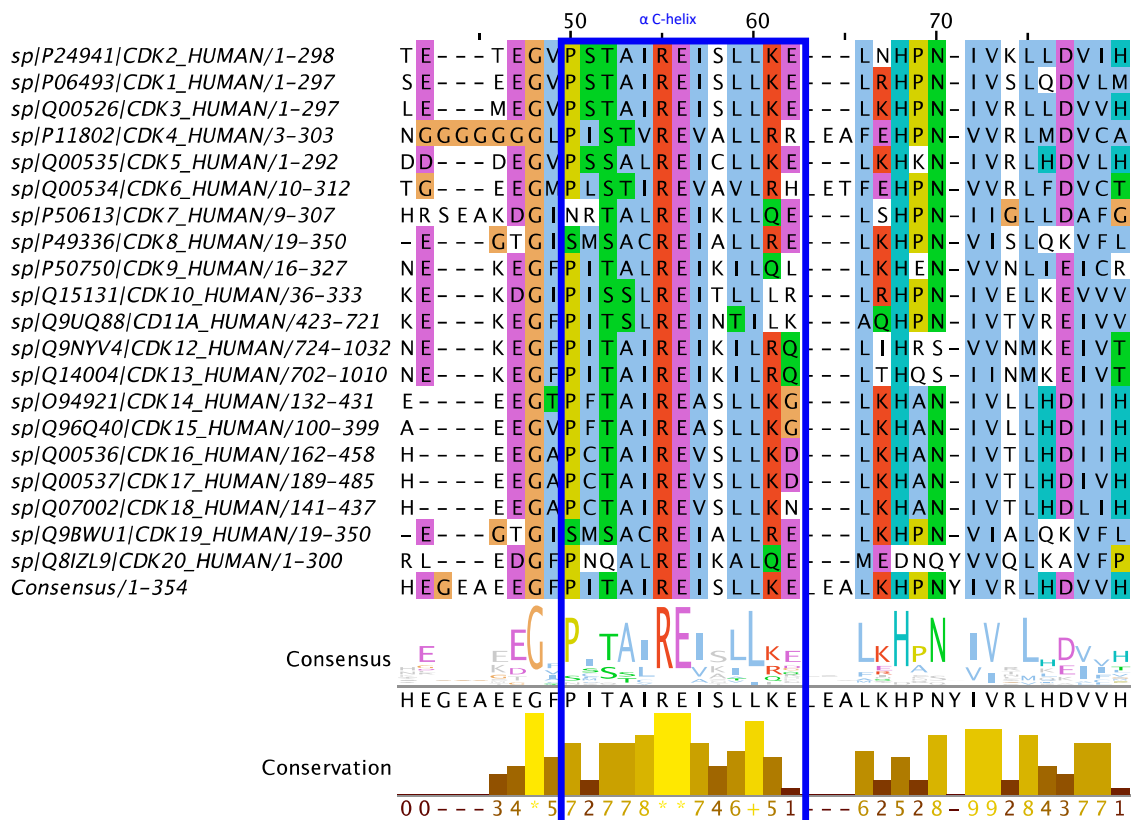 50 α C-helix 60 70
sp|P24941|CDK2_HUMAN/1-298 TE---TEGVPSTAIREISLLKE---LNHPN-IVKLLDVIH
sp|P06493|CDK1_HUMAN/1-297 SE---EEGVPSTAIREISLLKE---LRHPN-IVSLQDVLM
sp|Q00526|CDK3_HUMAN/1-297 LE---MEGVPSTAIREISLLKE---LKHPN-IVRLLDVVH
sp|P11802|CDK4_HUMAN/3-303 NGGGGGGGLPISTVREVALLRRLEAFEHPN-VVRLMDVCA
sp|Q00535|CDK5_HUMAN/1-292 DD---DEGVPSSALREICLLKE---LKHKN-IVRLHDVLH
sp|Q00534|CDK6_HUMAN/10-312 TG---EEGMPLSTIREVAVLRHLETFEHPN-VVRLFDVCT
sp|P50613|CDK7_HUMAN/9-307 HRSEAKDGINRTALREIKLLQE---LSHPN-IIGLLDAFG
sp|P49336|CDK8_HUMAN/19-350 -E---GTGISMSACREIALLRE---LKHPN-VISLQKVFL
sp|P50750|CDK9_HUMAN/16-327 NE---KEGFPITALREIKILQL---LKHEN-VVNLIEICR
sp|Q15131|CDK10_HUMAN/36-333 KE---KDGIPISSLREITLLLR---LRHPN-IVELKEVVV
sp|Q9UQ88|CD11A_HUMAN/423-721 KE---KEGFPITSLREINTILK---AQHPN-IVTVREIVV
sp|Q9NYV4|CDK12_HUMAN/724-1032 NE---KEGFPITAIREIKILRQ---LIHRS-VVNMKEIVT
sp|Q14004|CDK13_HUMAN/702-1010 NE---KEGFPITAIREIKILRQ---LTHQS-IINMKEIVT
sp|O94921|CDK14_HUMAN/132-431 E----EEGTPFTAIREASLLKG---LKHAN-IVLLHDIIH
sp|Q96Q40|CDK15_HUMAN/100-399 A----EEGVPFTAIREASLLKG---LKHAN-IVLLHDIIH
sp|Q00536|CDK16_HUMAN/162-458 H----EEGAPCTAIREVSLLKD---LKHAN-IVTLHDIIH
sp|Q00537|CDK17_HUMAN/189-485 H----EEGAPCTAIREVSLLKD---LKHAN-IVTLHDIVH
sp|Q07002|CDK18_HUMAN/141-437 H----EEGAPCTAIREVSLLKN---LKHAN-IVTLHDLIH
sp|Q9BWU1|CDK19_HUMAN/19-350 -E---GTGISMSACREIALLRE---LKHPN-VIALQKVFL
sp|Q8IZL9|CDK20_HUMAN/1-300 RL---EDGFPNQALREIKALQE---MEDNQYVVQLKAVFP
Consensus/1-354 HEGEAEEGFPITAIREISLLKELEALKHPNYIVRLHDVVH
Consensus
HEGEAEEGFPITAIREISLLKELEALKHPNYIVRLHDVVH
Conservation
00---34*572778**746+51---62528-992843771